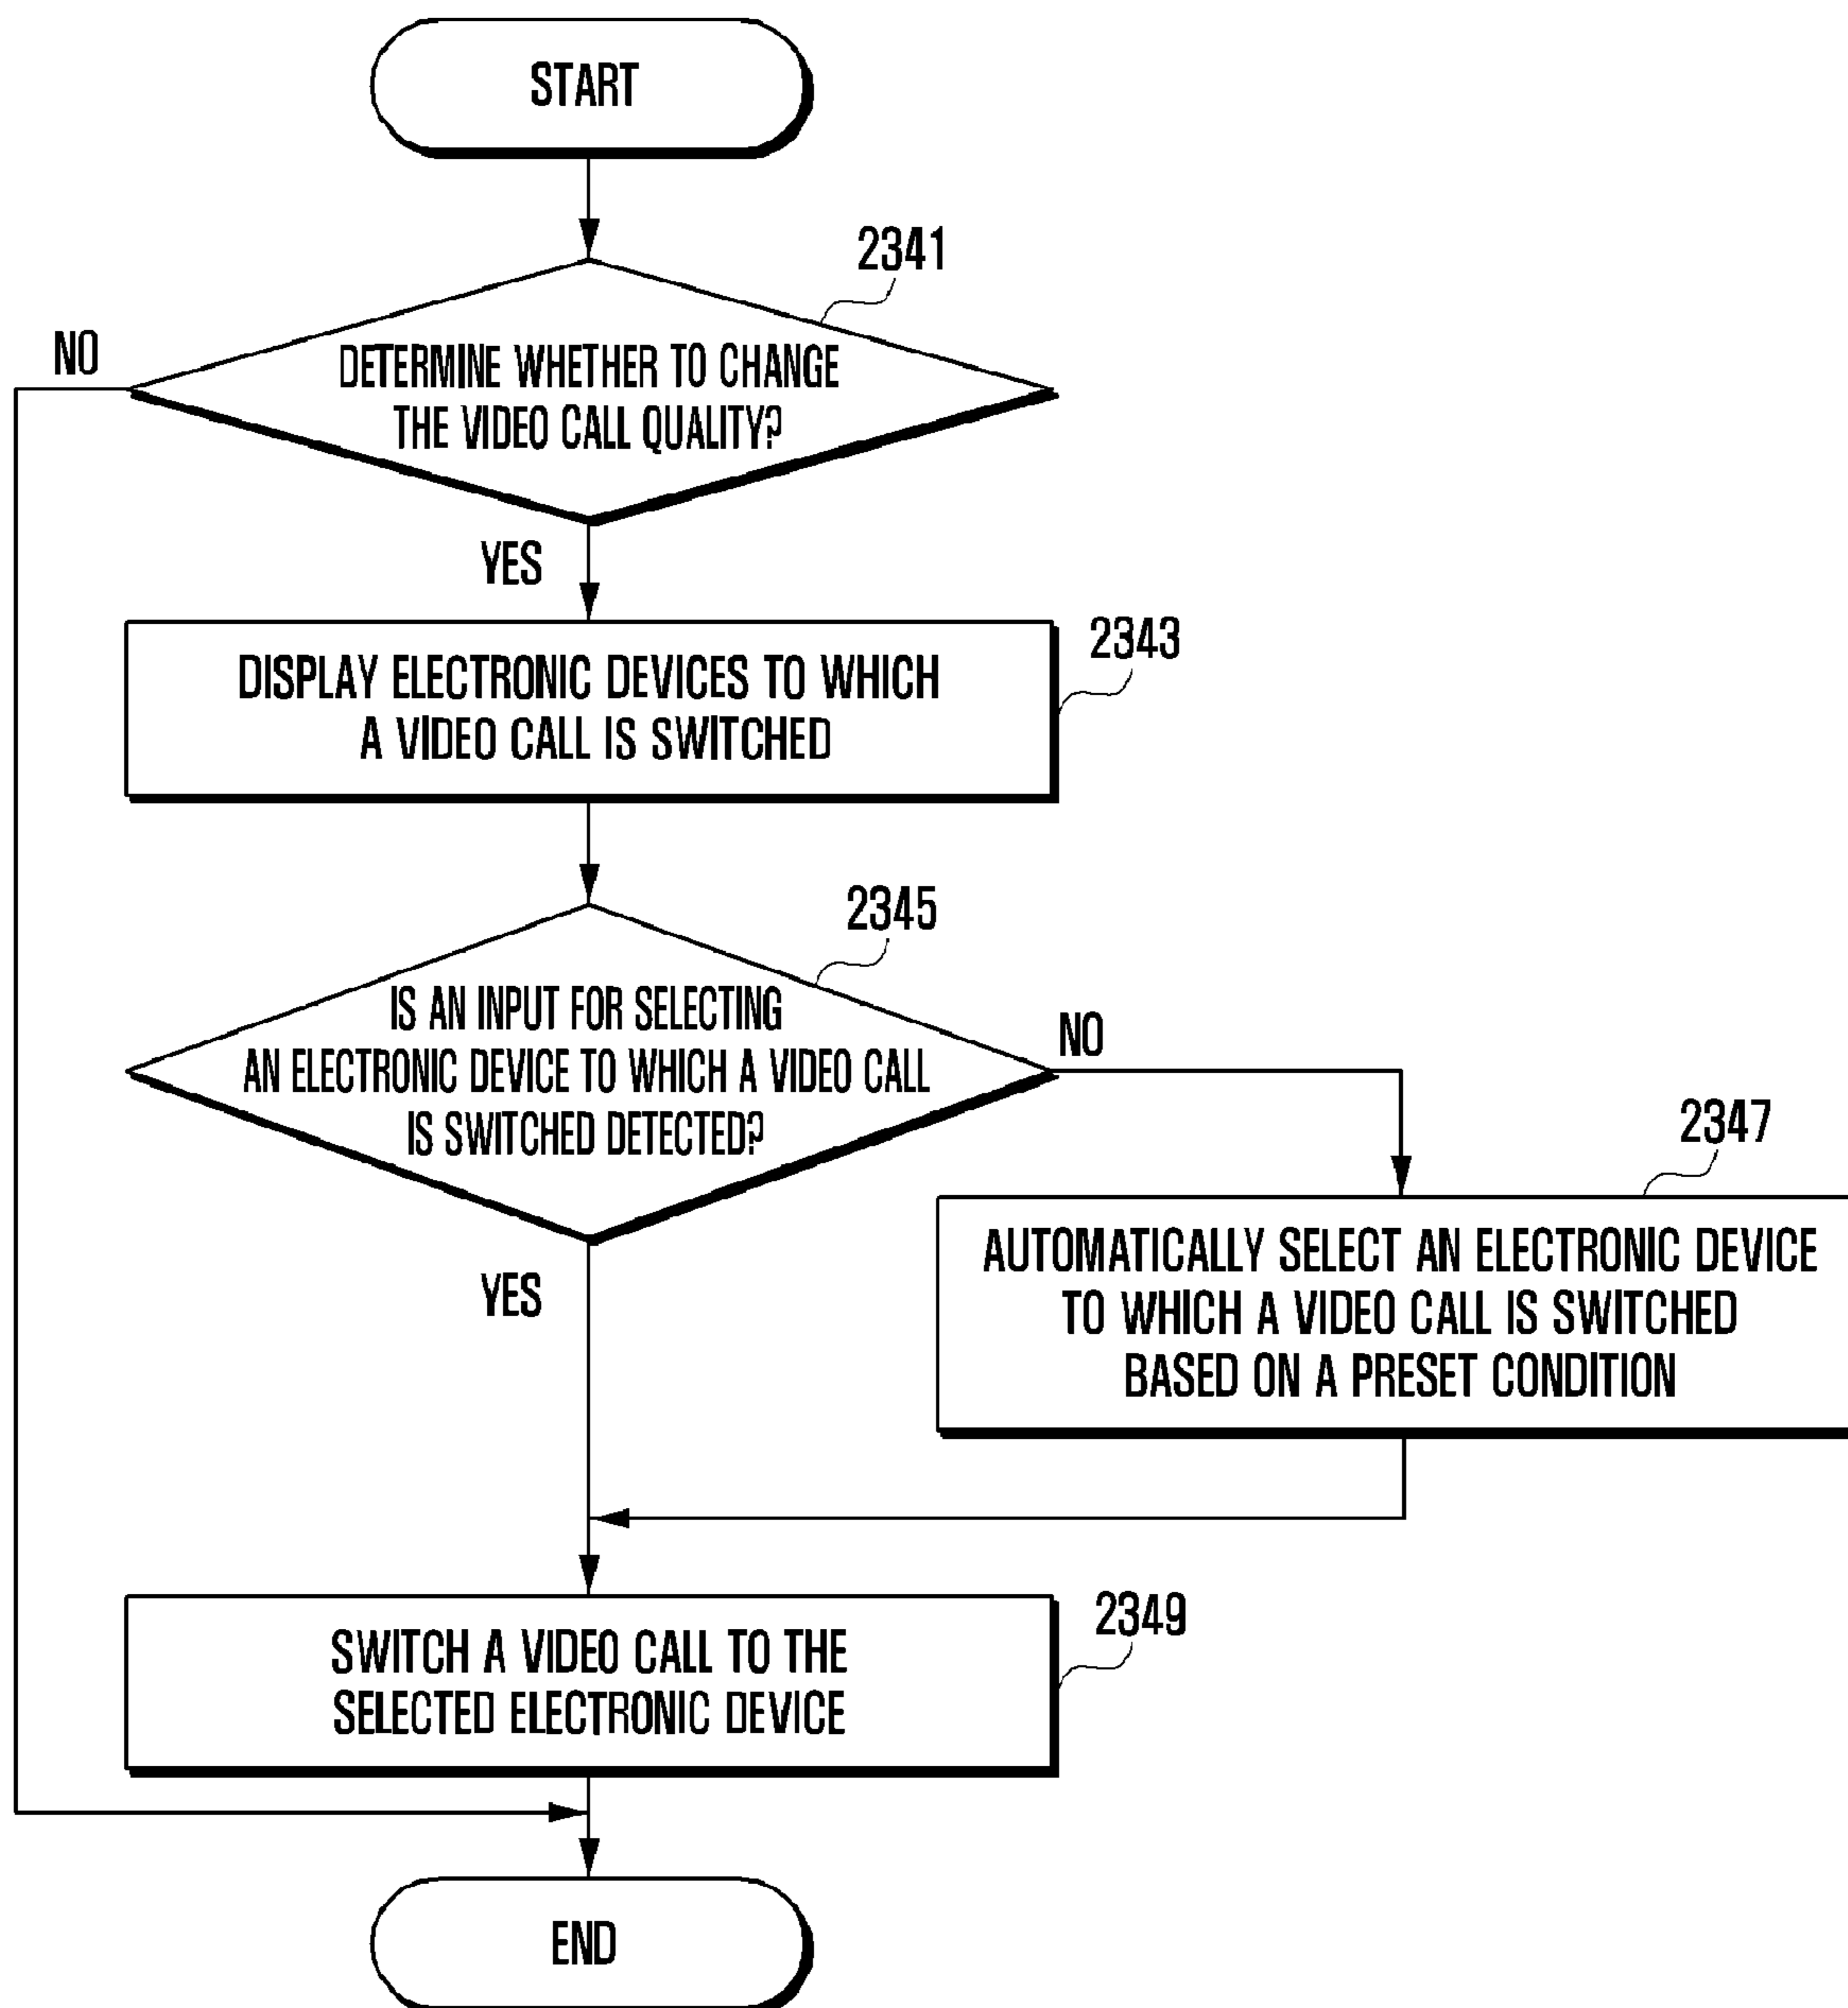 START
2341
NO
DETERMINE WHETHER TO CHANGE
THE VIDEO CALL QUALITY?
YES
2343
DISPLAY ELECTRONIC DEVICES TO WHICH
A VIDEO CALL IS SWITCHED
2345
IS AN INPUT FOR SELECTING
AN ELECTRONIC DEVICE TO WHICH A VIDEO CALL
IS SWITCHED DETECTED?
NO
YES
2347
AUTOMATICALLY SELECT AN ELECTRONIC DEVICE
TO WHICH A VIDEO CALL IS SWITCHED
BASED ON A PRESET CONDITION
2349
SWITCH A VIDEO CALL TO THE
SELECTED ELECTRONIC DEVICE
END